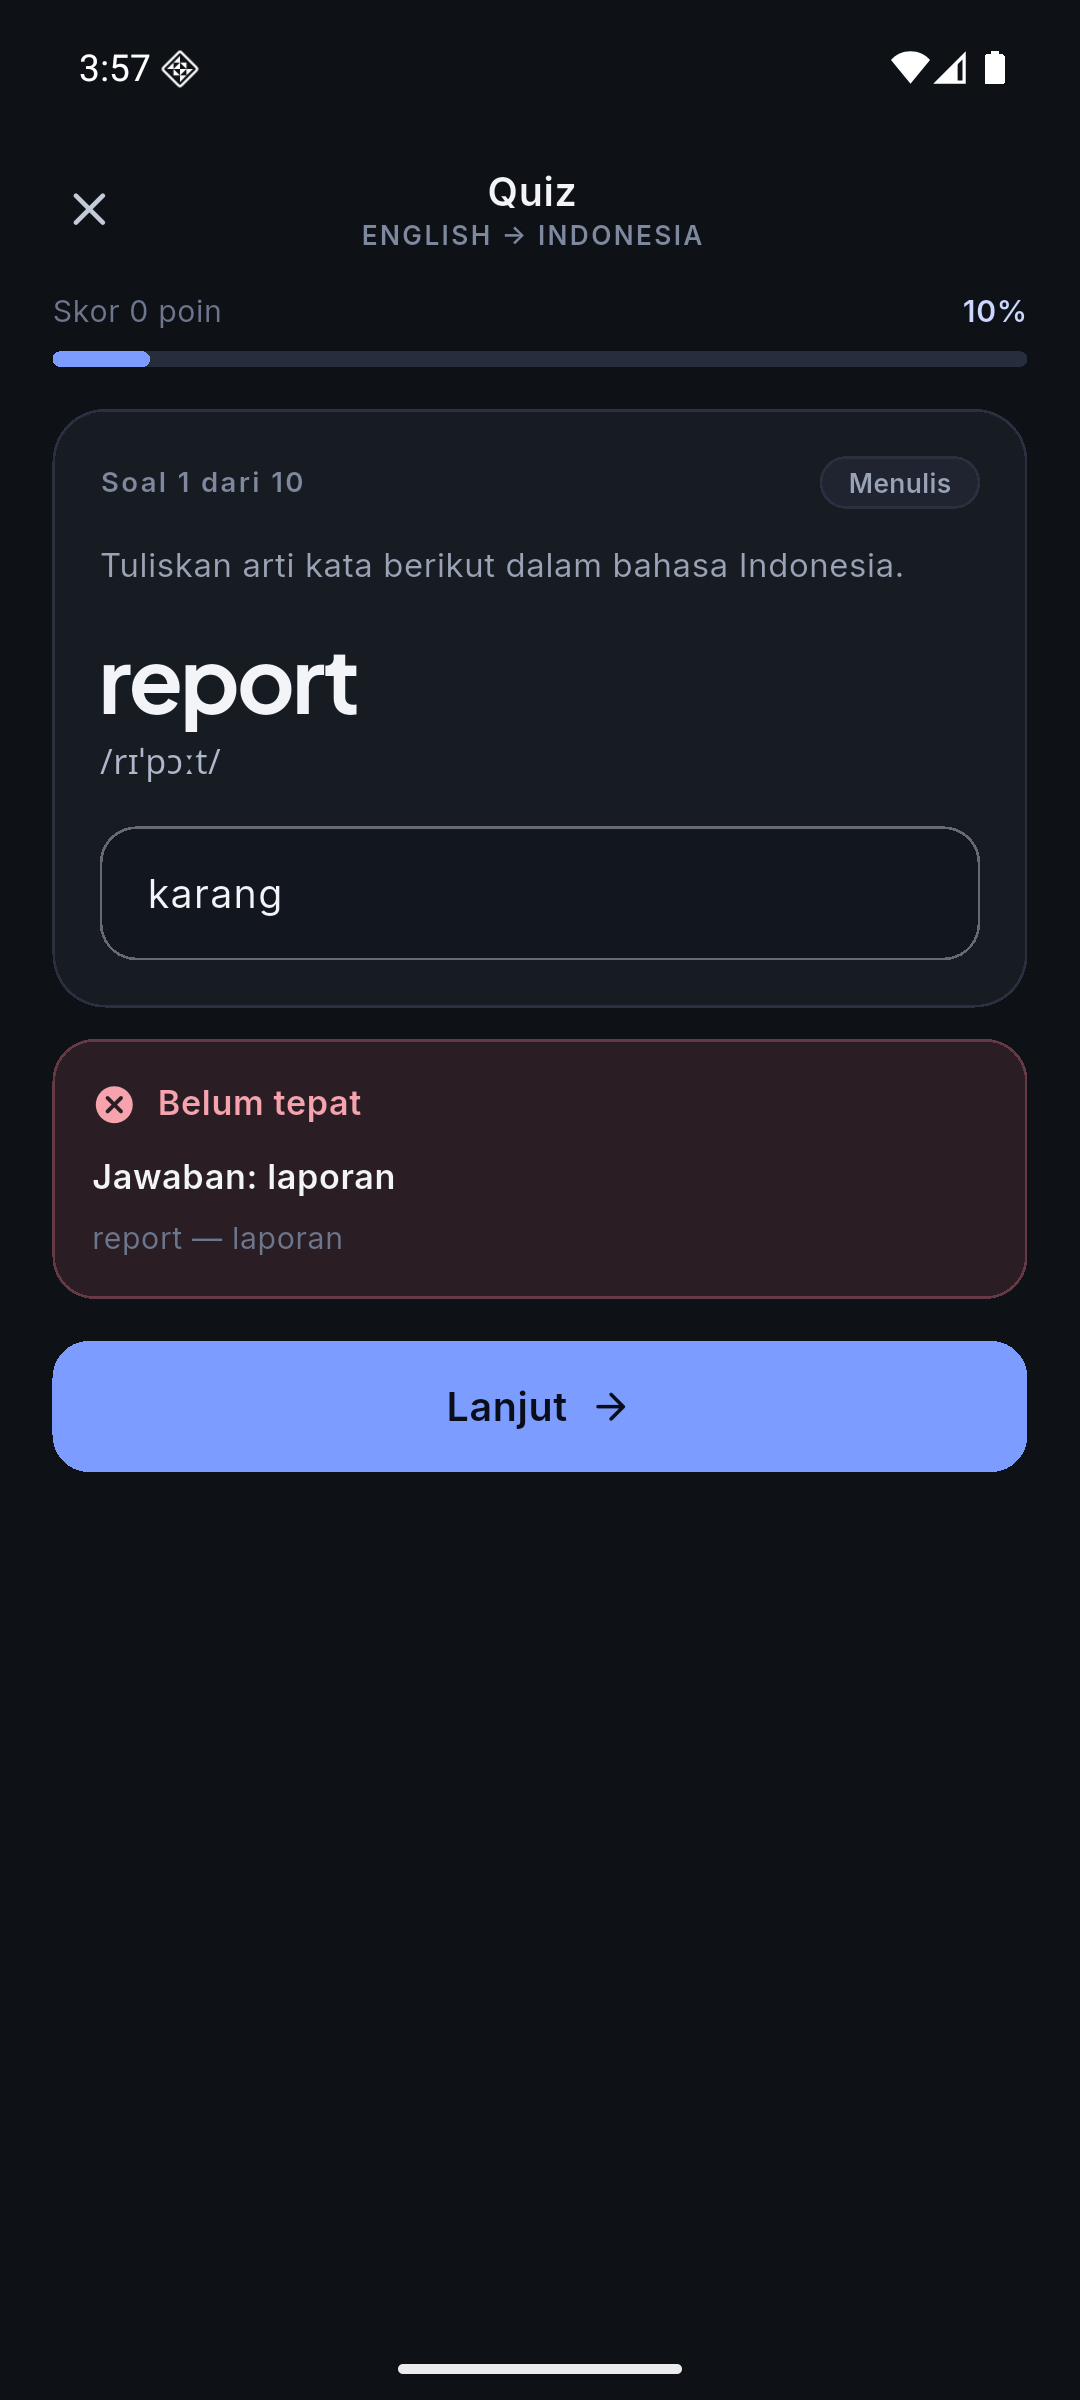 3:57
Quiz
ENGLISH → INDONESIA
Skor 0 poin
10%
Soal 1 dari 10
Menulis
Tuliskan arti kata berikut dalam bahasa Indonesia.
report
/rɪˈpɔːt/
karang
Belum tepat
Jawaban: laporan
report — laporan
Lanjut →